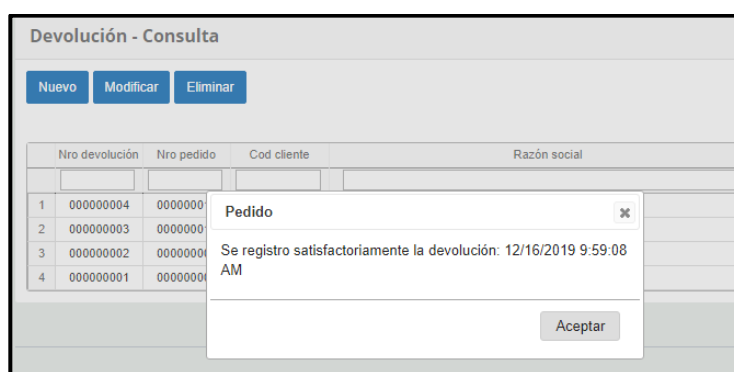 Devolución - Consulta
Nuevo Modificar Eliminar
Nro devolución Nro pedido Cod cliente Razón social
1 000000004
2 000000003
3 000000002
4 000000001
Pedido
Se registro satisfactoriamente la devolución: 12/16/2019 9:59:08
AM
Aceptar